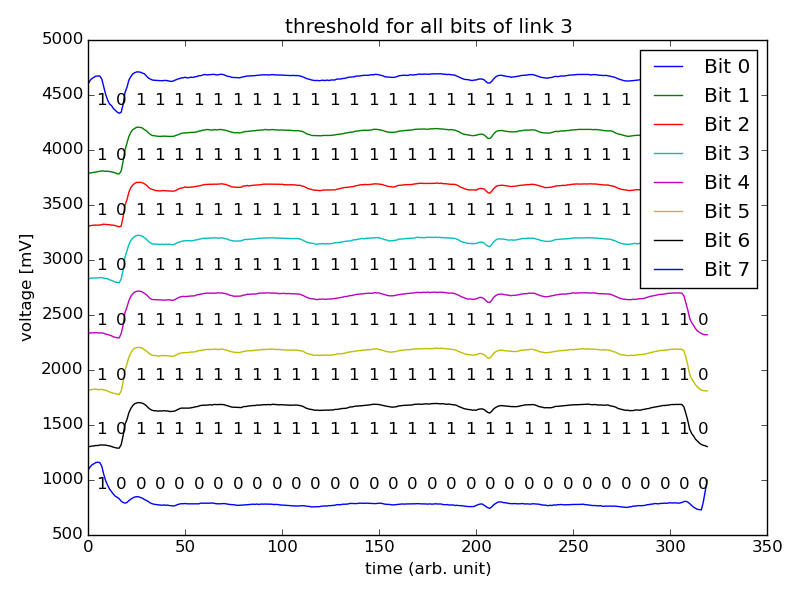 threshold for all bits of link 3
5000
4500
4000
3500
3000
2500
2000
1500
1000
500
voltage [mV]
1 0 1 1 1 1 1 1 1 1 1 1 1 1 1 1 1 1 1 1 1 1 1 1 1 1 1 1
1 0 1 1 1 1 1 1 1 1 1 1 1 1 1 1 1 1 1 1 1 1 1 1 1 1 1 1
1 0 1 1 1 1 1 1 1 1 1 1 1 1 1 1 1 1 1 1 1 1 1 1 1 1 1 1
1 0 1 1 1 1 1 1 1 1 1 1 1 1 1 1 1 1 1 1 1 1 1 1 1 1 1 1
1 0 1 1 1 1 1 1 1 1 1 1 1 1 1 1 1 1 1 1 1 1 1 1 1 1 1 1 1 1 1 0
1 0 1 1 1 1 1 1 1 1 1 1 1 1 1 1 1 1 1 1 1 1 1 1 1 1 1 1 1 1 1 0
1 0 1 1 1 1 1 1 1 1 1 1 1 1 1 1 1 1 1 1 1 1 1 1 1 1 1 1 1 1 1 0
1 0 0 0 0 0 0 0 0 0 0 0 0 0 0 0 0 0 0 0 0 0 0 0 0 0 0 0 0 0 0 0
Bit 0
Bit 1
Bit 2
Bit 3
Bit 4
Bit 5
Bit 6
Bit 7
0 50 100 150 200 250 300 350
time (arb. unit)